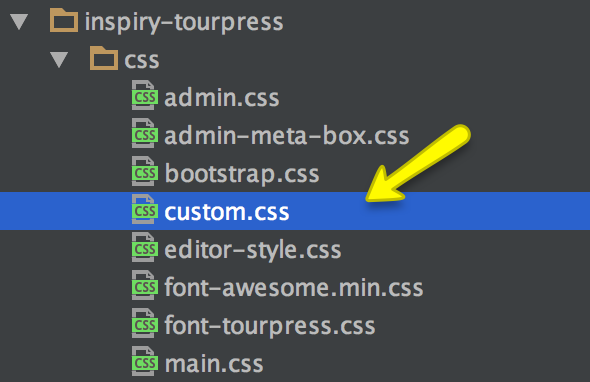 inspiry-tourpress
css
CSS admin.css
CSS admin-meta-box.css
CSS bootstrap.css
CSS custom.css
CSS editor-style.css
CSS font-awesome.min.css
CSS font-tourpress.css
CSS main.css